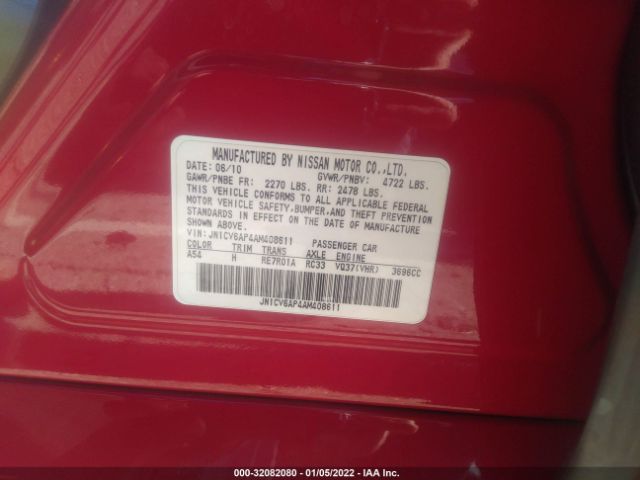 MANUFACTURED BY NISSAN MOTOR CO.,LTD.
DATE: 06/10 GVWR/PNBV: 4722 LBS.
GAWR/PNBE FR: 2270 LBS. RR: 2478 LBS.
THIS VEHICLE CONFORMS TO ALL APPLICABLE FEDERAL
MOTOR VEHICLE SAFETY,BUMPER,AND THEFT PREVENTION
STANDARDS IN EFFECT ON THE DATE OF MANUFACTURE
SHOWN ABOVE.
VIN: JN1CV6AP4AM408611 PASSENGER CAR
COLOR TRIM TRANS AXLE ENGINE
A54 H RE7R01A RC33 VQ37(VHR) 3696CC
JN1CV6AP4AM408611
000-32082080 - 01/05/2022 - IAA Inc.